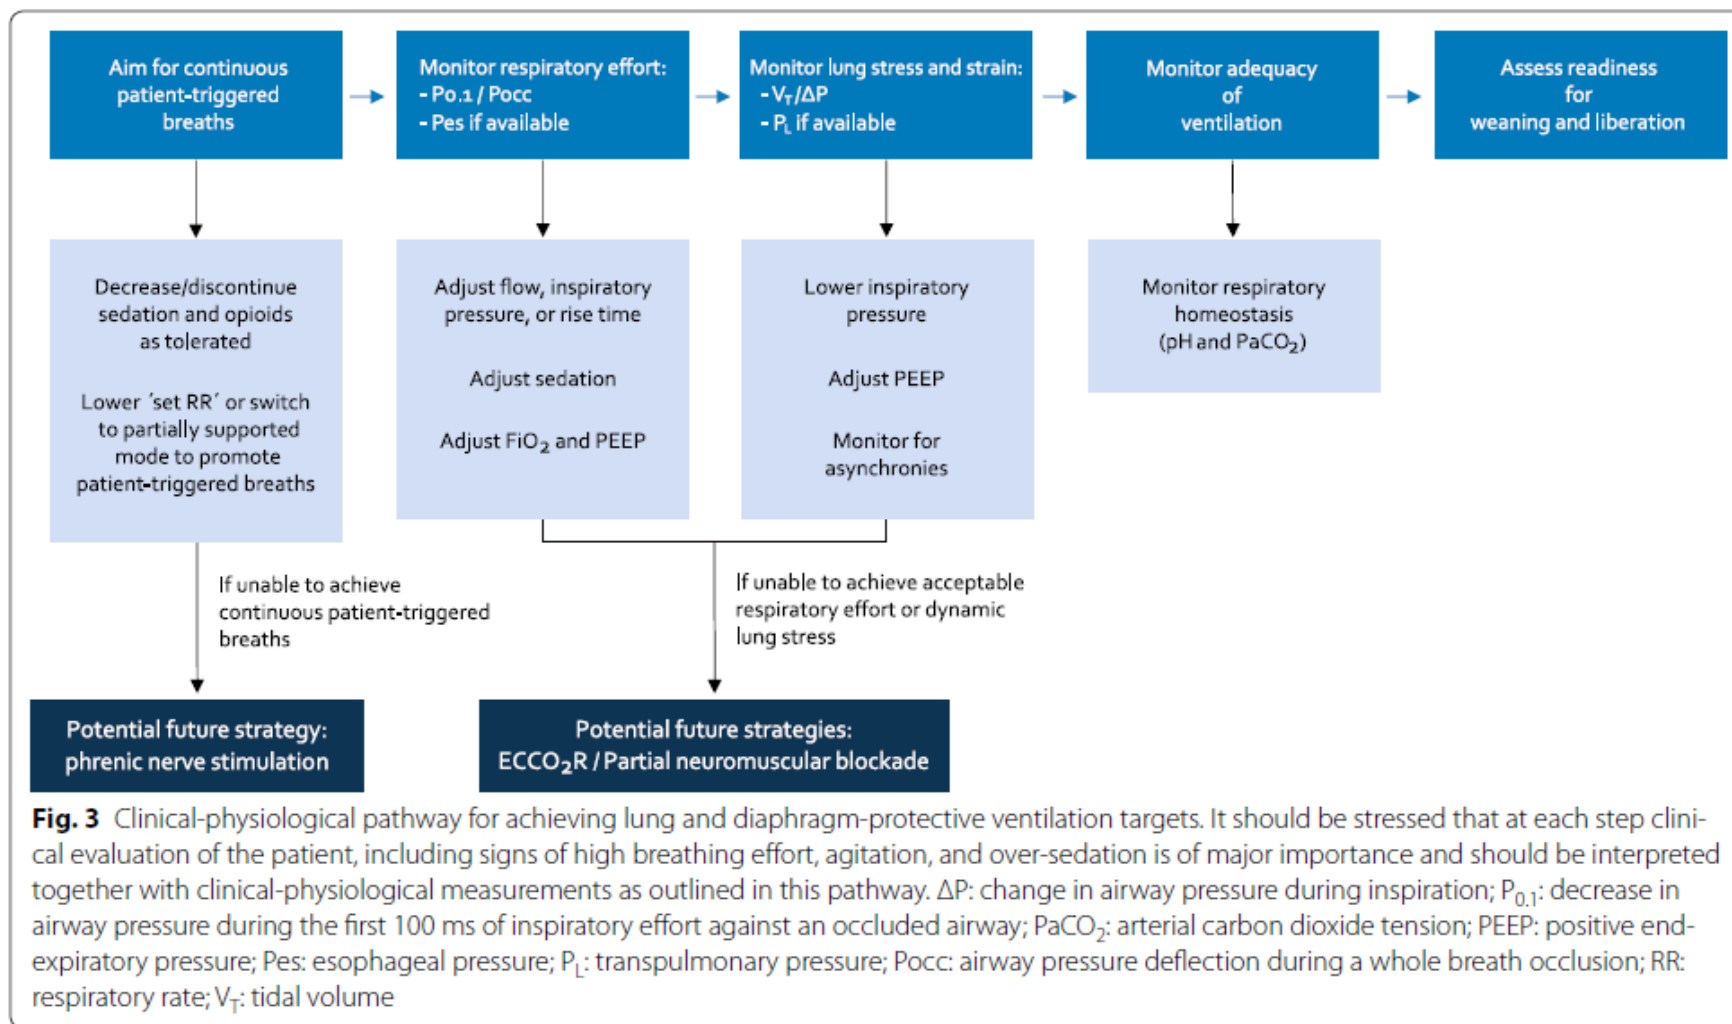 Aim for continuous
patient-triggered
breaths
Monitor respiratory effort:
- P0.1 / Pocc
- Pes if available
Monitor lung stress and strain:
- V_T/ΔP
- P_L if available
Monitor adequacy
of
ventilation
Assess readiness
for
weaning and liberation
Decrease/discontinue
sedation and opioids
as tolerated
Lower ´set RR´ or switch
to partially supported
mode to promote
patient-triggered breaths
Adjust flow, inspiratory
pressure, or rise time
Adjust sedation
Adjust FiO₂ and PEEP
Lower inspiratory
pressure
Adjust PEEP
Monitor for
asynchronies
Monitor respiratory
homeostasis
(pH and PaCO₂)
If unable to achieve
continuous patient-triggered
breaths
If unable to achieve acceptable
respiratory effort or dynamic
lung stress
Potential future strategy:
phrenic nerve stimulation
Potential future strategies:
ECCO₂R / Partial neuromuscular blockade
Fig. 3 Clinical-physiological pathway for achieving lung and diaphragm-protective ventilation targets. It should be stressed that at each step clini-
cal evaluation of the patient, including signs of high breathing effort, agitation, and over-sedation is of major importance and should be interpreted
together with clinical-physiological measurements as outlined in this pathway. ΔP: change in airway pressure during inspiration; P₀.₁: decrease in
airway pressure during the first 100 ms of inspiratory effort against an occluded airway; PaCO₂: arterial carbon dioxide tension; PEEP: positive end-
expiratory pressure; Pes: esophageal pressure; P_L: transpulmonary pressure; Pocc: airway pressure deflection during a whole breath occlusion; RR:
respiratory rate; V_T: tidal volume